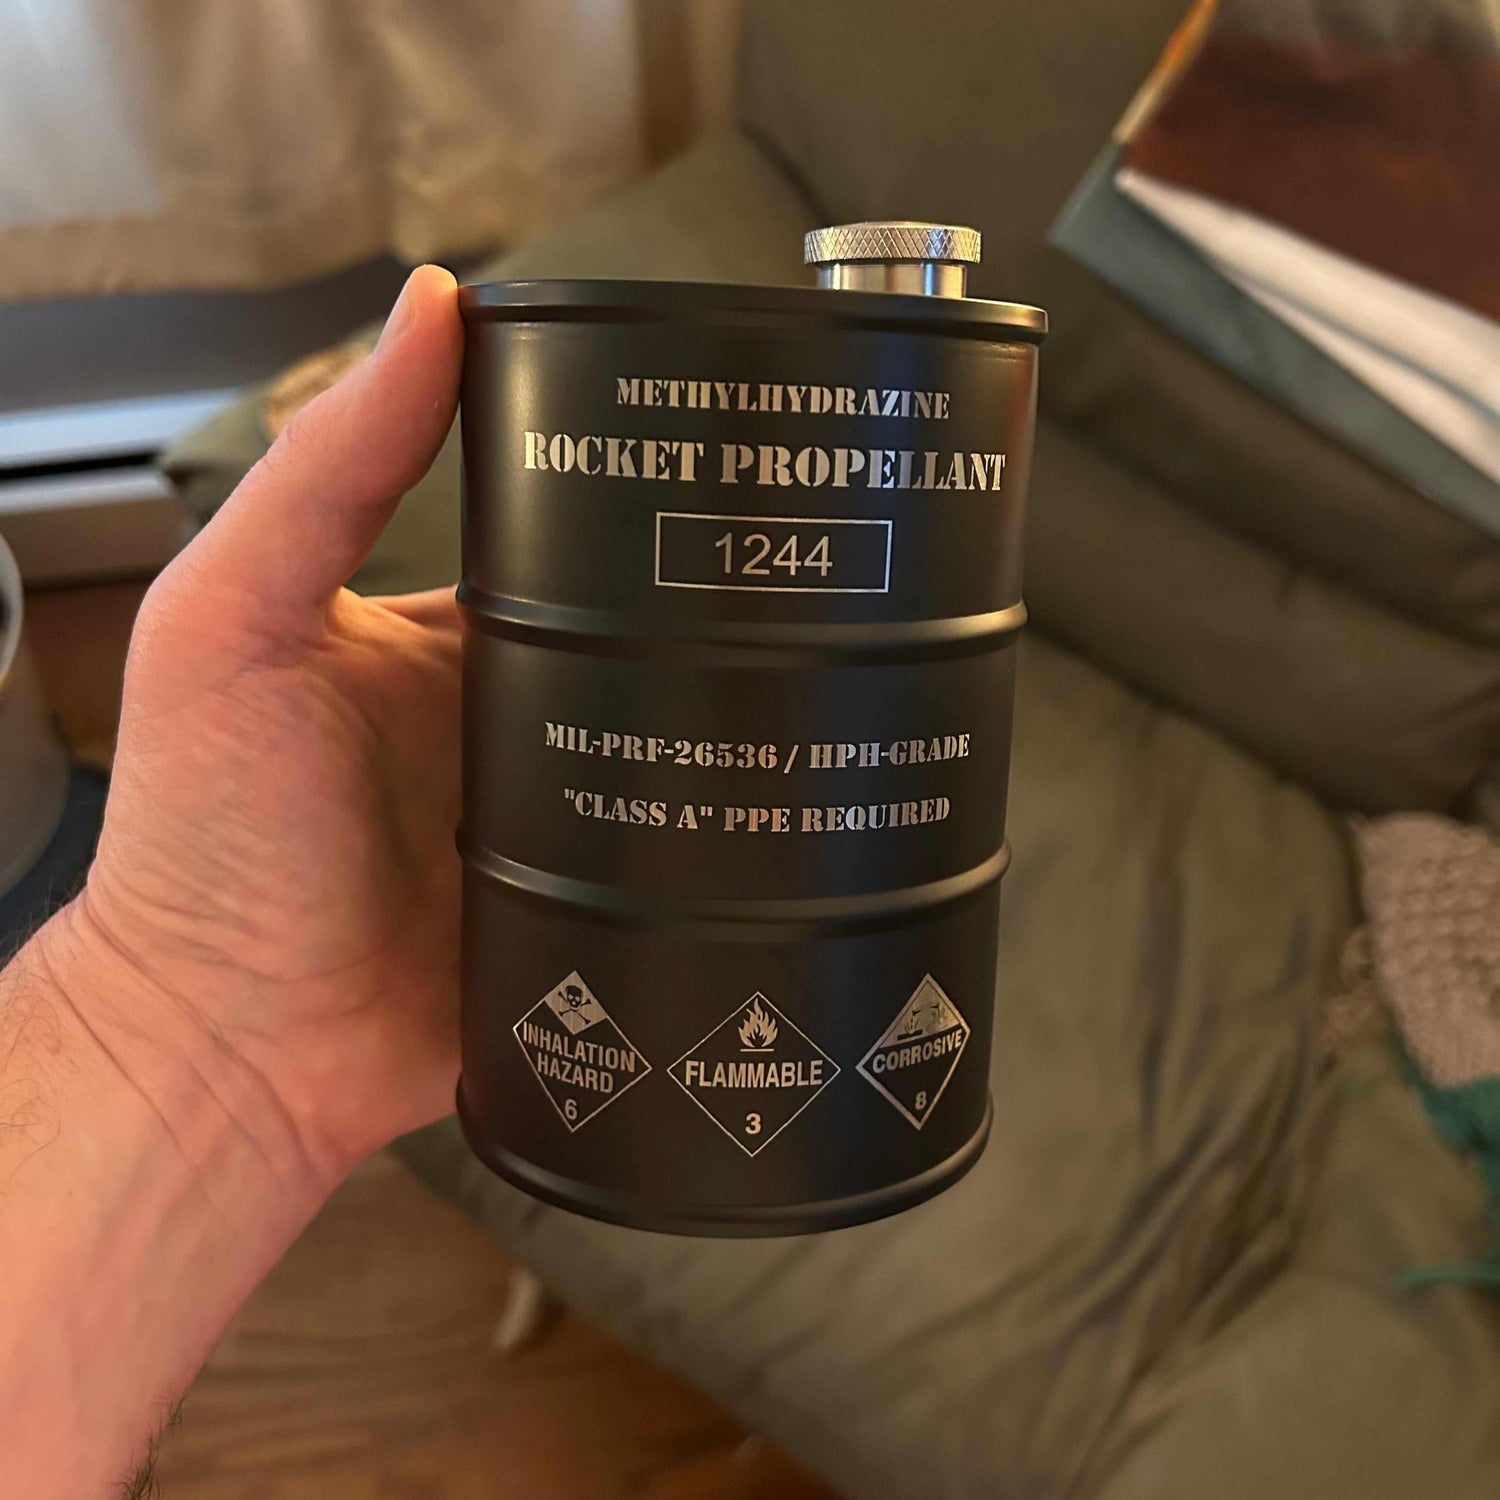 METHYLHYDRAZINE
ROCKET PROPELLANT
1244
MIL-PRF-26536 / HPH-GRADE
"CLASS A" PPE REQUIRED
INHALATION
HAZARD
6
FLAMMABLE
3
CORROSIVE
8